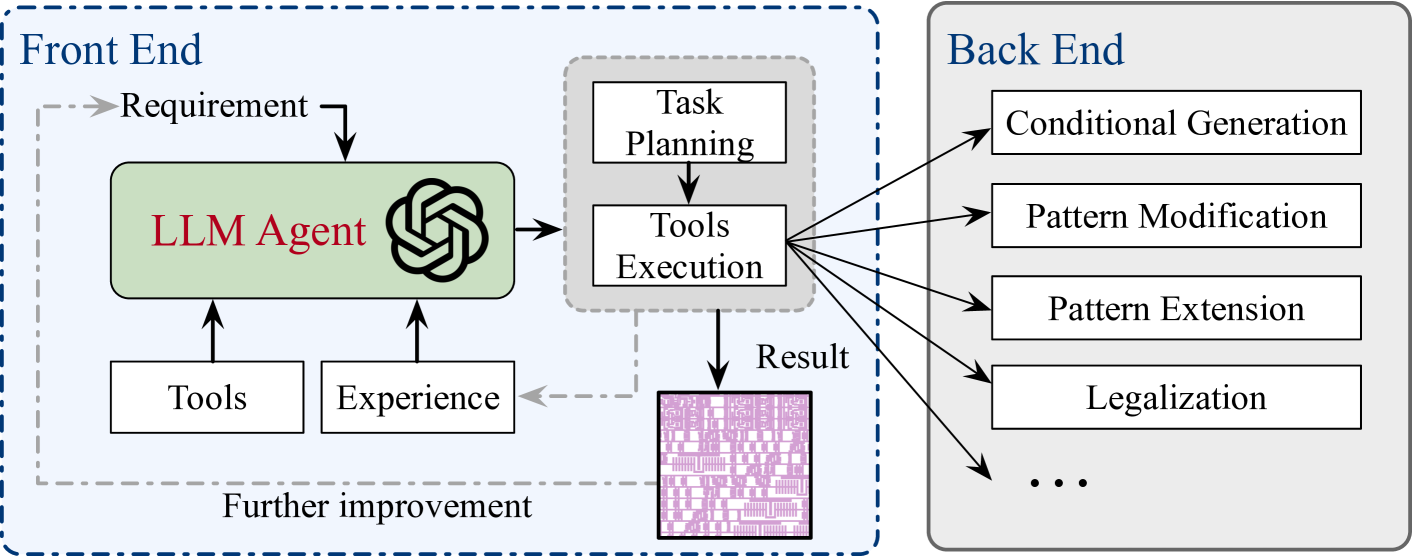 Front End
Requirement
LLM Agent
Tools
Experience
Task
Planning
Tools
Execution
Result
Further improvement
Back End
Conditional Generation
Pattern Modification
Pattern Extension
Legalization
...